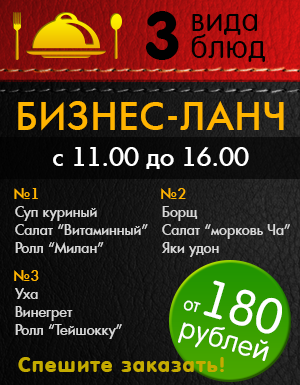 3 вида
блюд
БИЗНЕС-ЛАНЧ
с 11.00 до 16.00
№1
Суп куриный
Салат “Витаминный”
Ролл “Милан”
№2
Борщ
Салат “морковь Ча”
Яки удон
№3
Уха
Винегрет
Ролл “Тейшокку”
от 180
рублей
Спешите заказать!